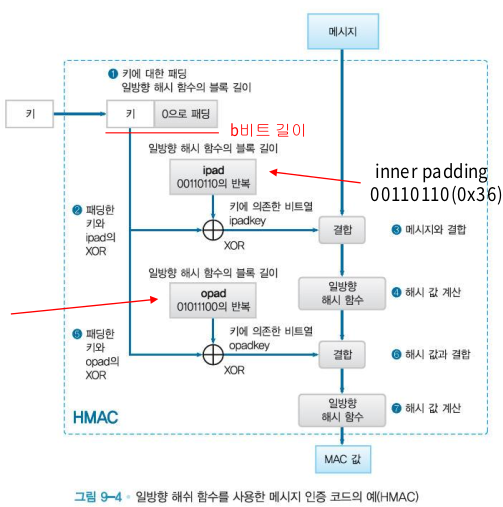 메시지
❶ 키에 대한 패딩
일방향 해시 함수의 블록 길이
키
키
0으로 패딩
b비트 길이
일방향 해시 함수의 블록 길이
ipad
00110110의 반복
inner padding
00110110(0x36)
❷ 패딩한
키와
ipad의
XOR
키에 의존한 비트열
ipadkey
XOR
결합
❸ 메시지와 결합
일방향 해시 함수의 블록 길이
opad
01011100의 반복
일방향
해시 함수
❹ 해시 값 계산
❺ 패딩한
키와
opad의
XOR
키에 의존한 비트열
opadkey
XOR
결합
❻ 해시 값과 결합
일방향
해시 함수
❼ 해시 값 계산
HMAC
MAC 값
그림 9-4 • 일방향 해쉬 함수를 사용한 메시지 인증 코드의 예(HMAC)